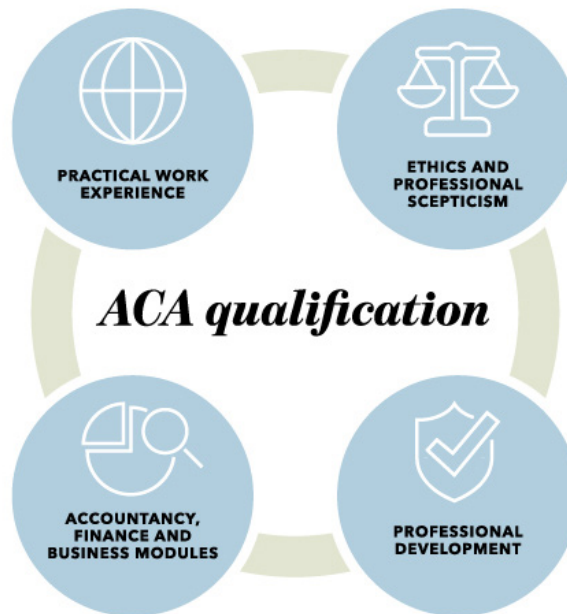 PRACTICAL WORK
EXPERIENCE
ETHICS AND
PROFESSIONAL
SCEPTICISM
ACA qualification
ACCOUNTANCY,
FINANCE AND
BUSINESS MODULES
PROFESSIONAL
DEVELOPMENT